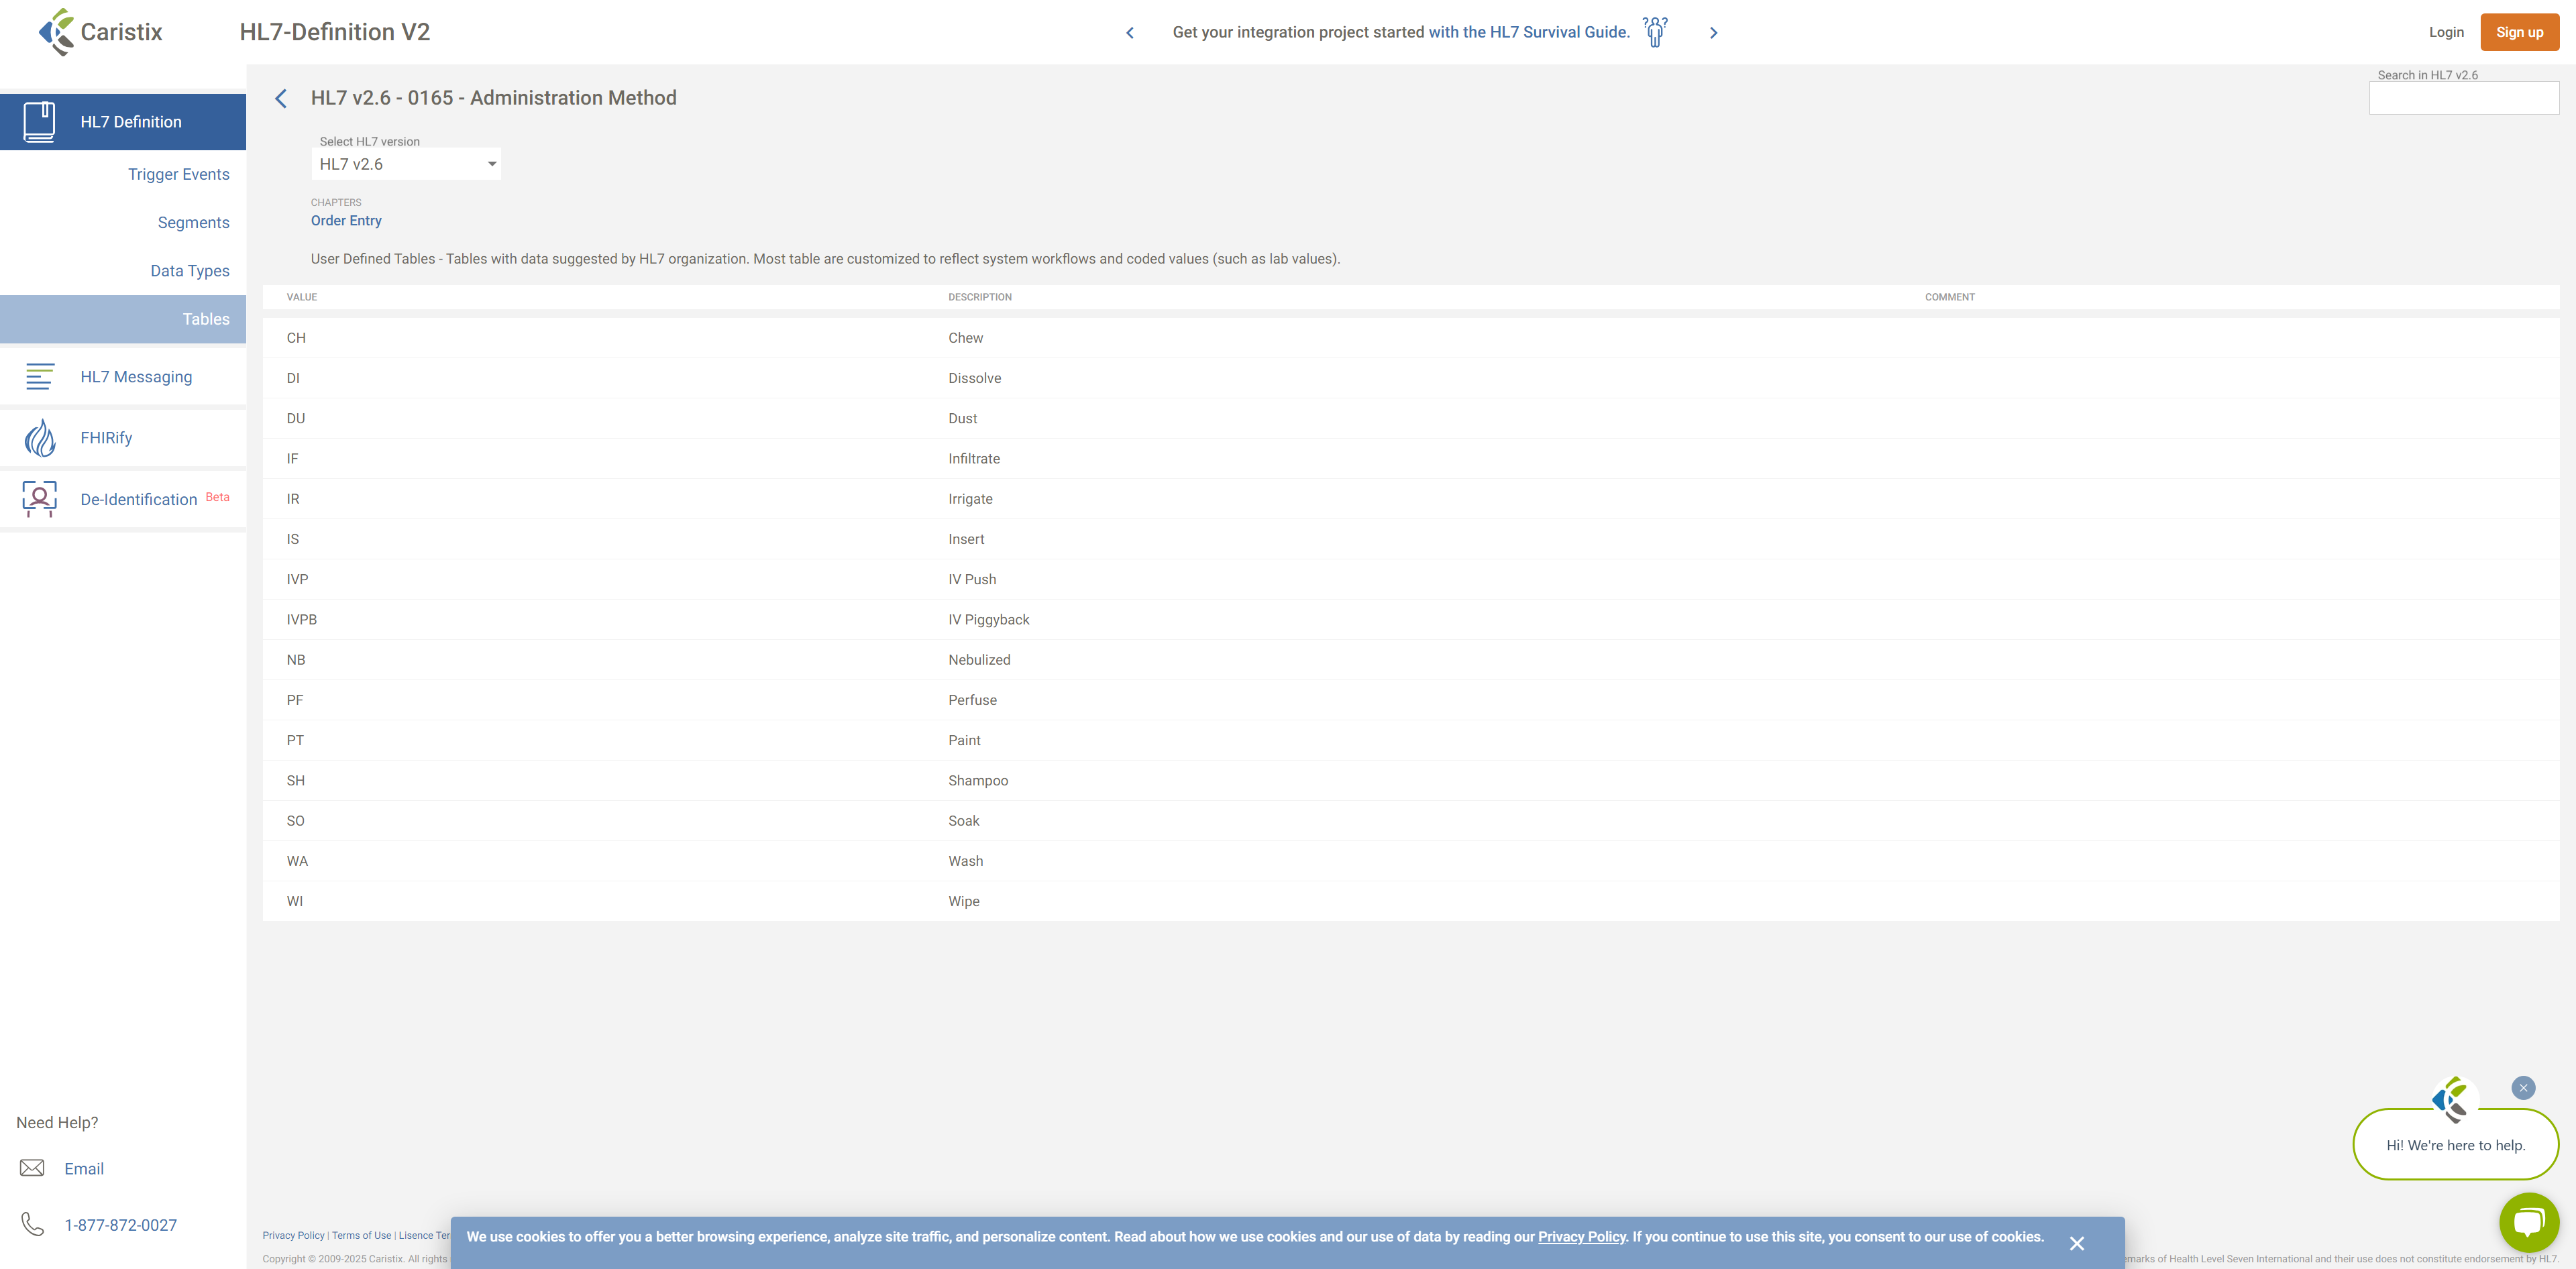 Caristix
HL7-Definition V2
Get your integration project started with the HL7 Survival Guide.
Login
Sign up
HL7 Definition
Trigger Events
Segments
Data Types
Tables
HL7 Messaging
FHIRify
De-Identification Beta
Need Help?
Email
1-877-872-0027
HL7 v2.6 - 0165 - Administration Method
Search in HL7 v2.6
Select HL7 version
HL7 v2.6
CHAPTERS
Order Entry
User Defined Tables - Tables with data suggested by HL7 organization. Most table are customized to reflect system workflows and coded values (such as lab values).
VALUE DESCRIPTION COMMENT
CH Chew
DI Dissolve
DU Dust
IF Infiltrate
IR Irrigate
IS Insert
IVP IV Push
IVPB IV Piggyback
NB Nebulized
PF Perfuse
PT Paint
SH Shampoo
SO Soak
WA Wash
WI Wipe
Hi! We're here to help.
Privacy Policy | Terms of Use | Lisence Ter
Copyright © 2009-2025 Caristix. All rights
We use cookies to offer you a better browsing experience, analyze site traffic, and personalize content. Read about how we use cookies and our use of data by reading our Privacy Policy. If you continue to use this site, you consent to our use of cookies.
emarks of Health Level Seven International and their use does not constitute endorsement by HL7.